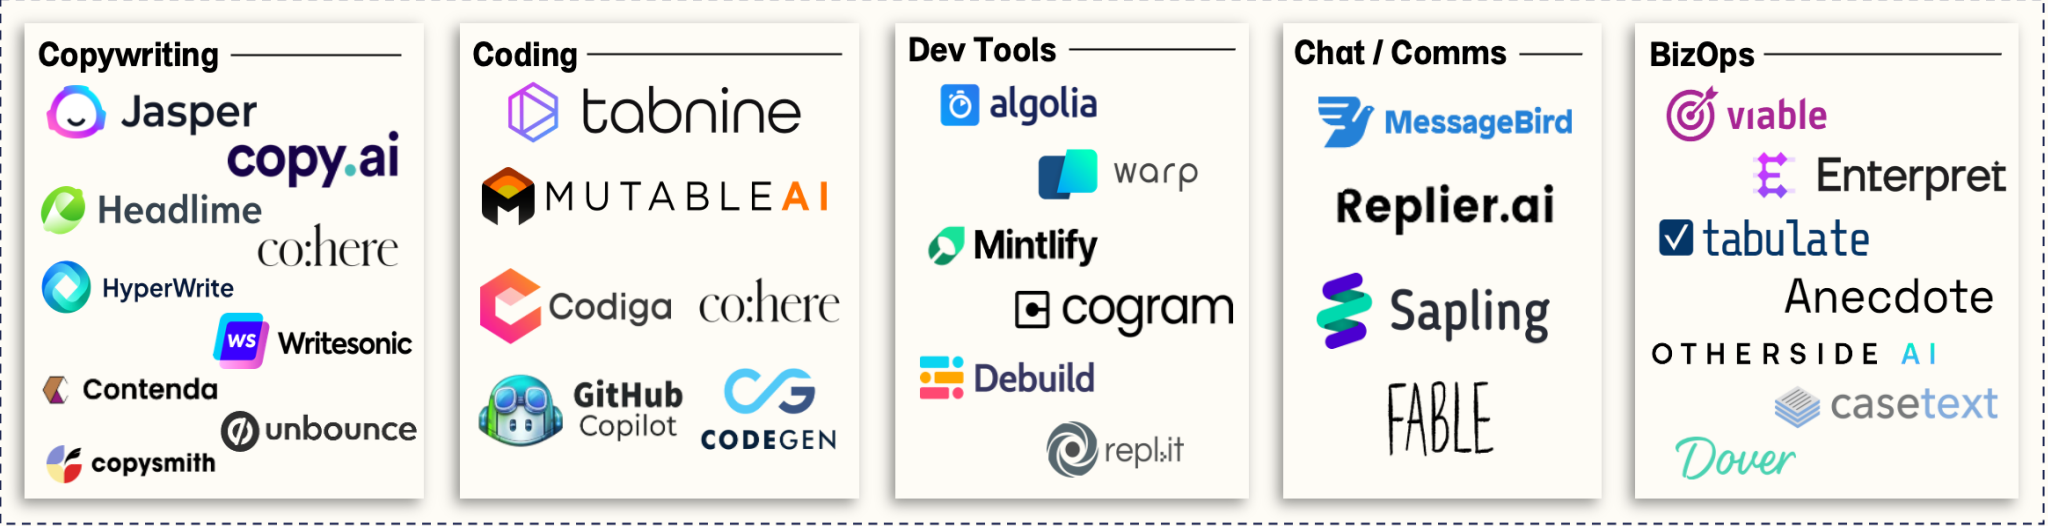 Copywriting
Jasper
copy.ai
Headlime
co:here
HyperWrite
WS Writesonic
Contenda
unbounce
copysmith
Coding
tabnine
MUTABLEAI
Codiga
co:here
GitHub
Copilot
CODEGEN
Dev Tools
algolia
warp
Mintlify
cogram
Debuild
repl.it
Chat / Comms
MessageBird
Replier.ai
Sapling
FABLE
BizOps
viable
Enterpret
tabulate
Anecdote
OTHERSIDE AI
casetext
Dover